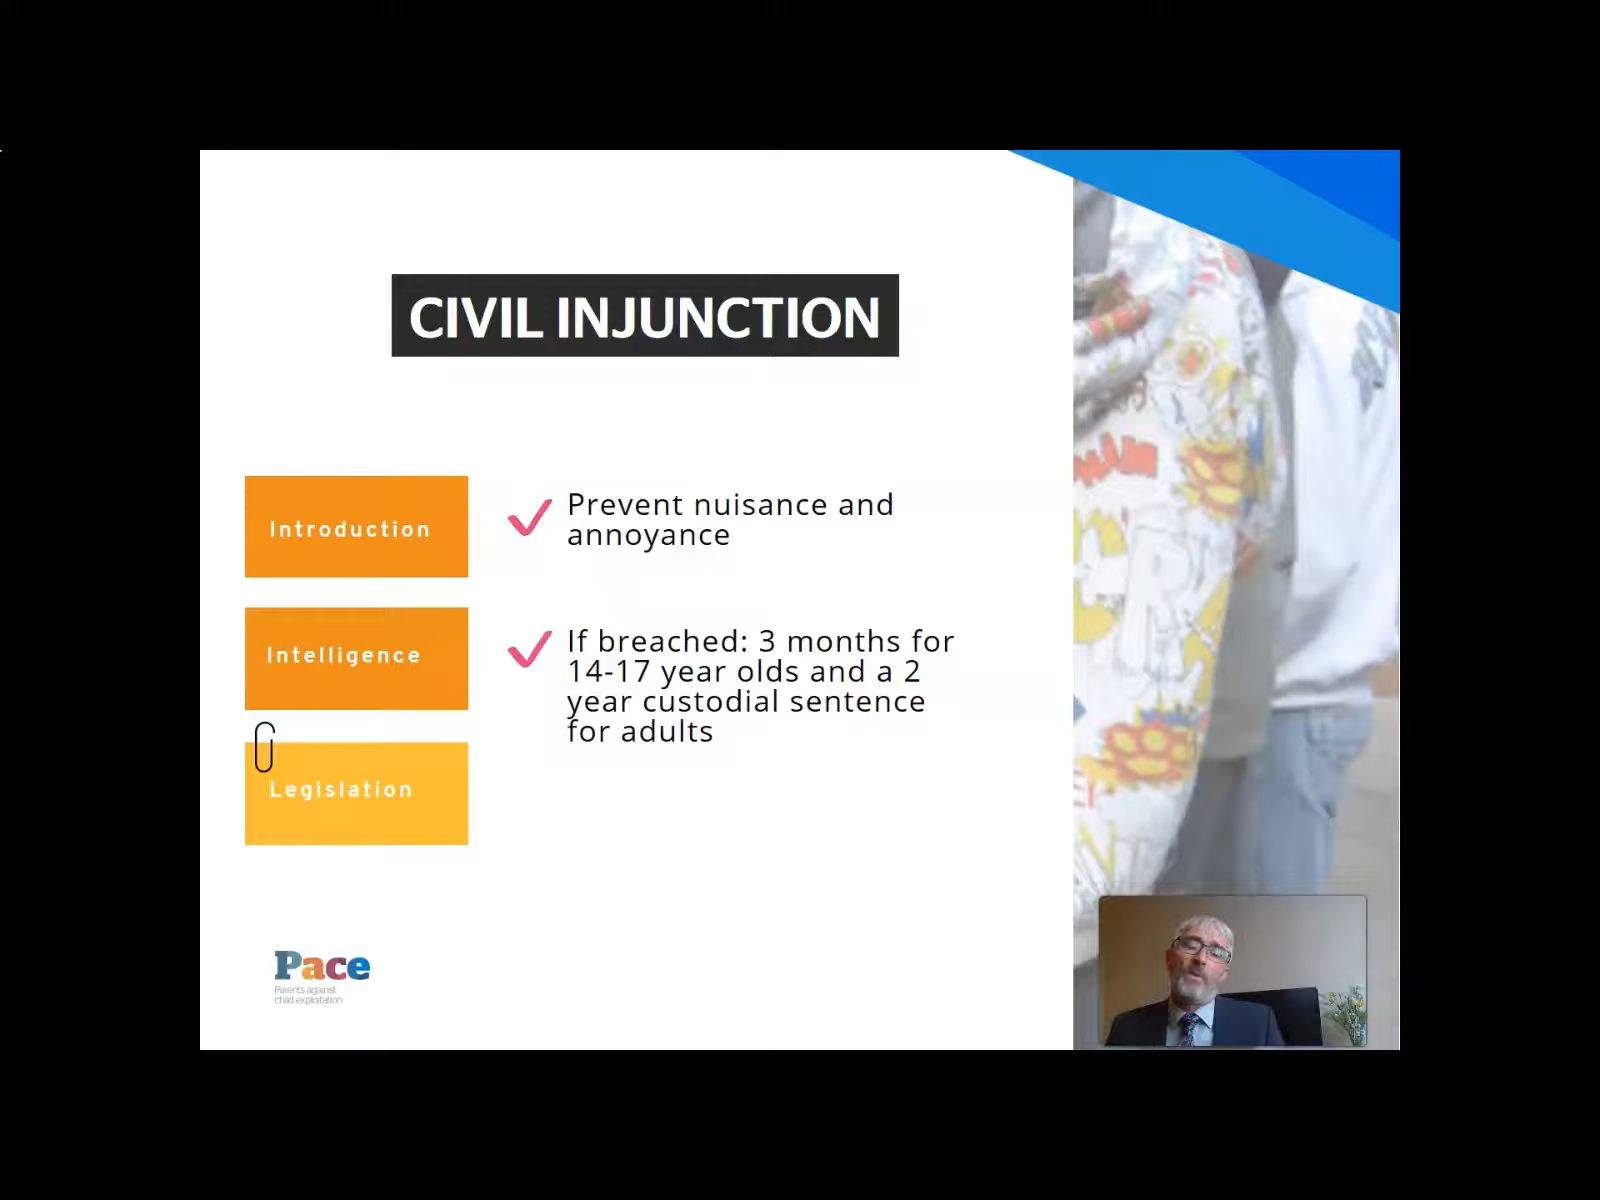 CIVIL INJUNCTION
Introduction
Intelligence
Legislation
Prevent nuisance and
annoyance
If breached: 3 months for
14-17 year olds and a 2
year custodial sentence
for adults
Pace
Parents against
child exploitation